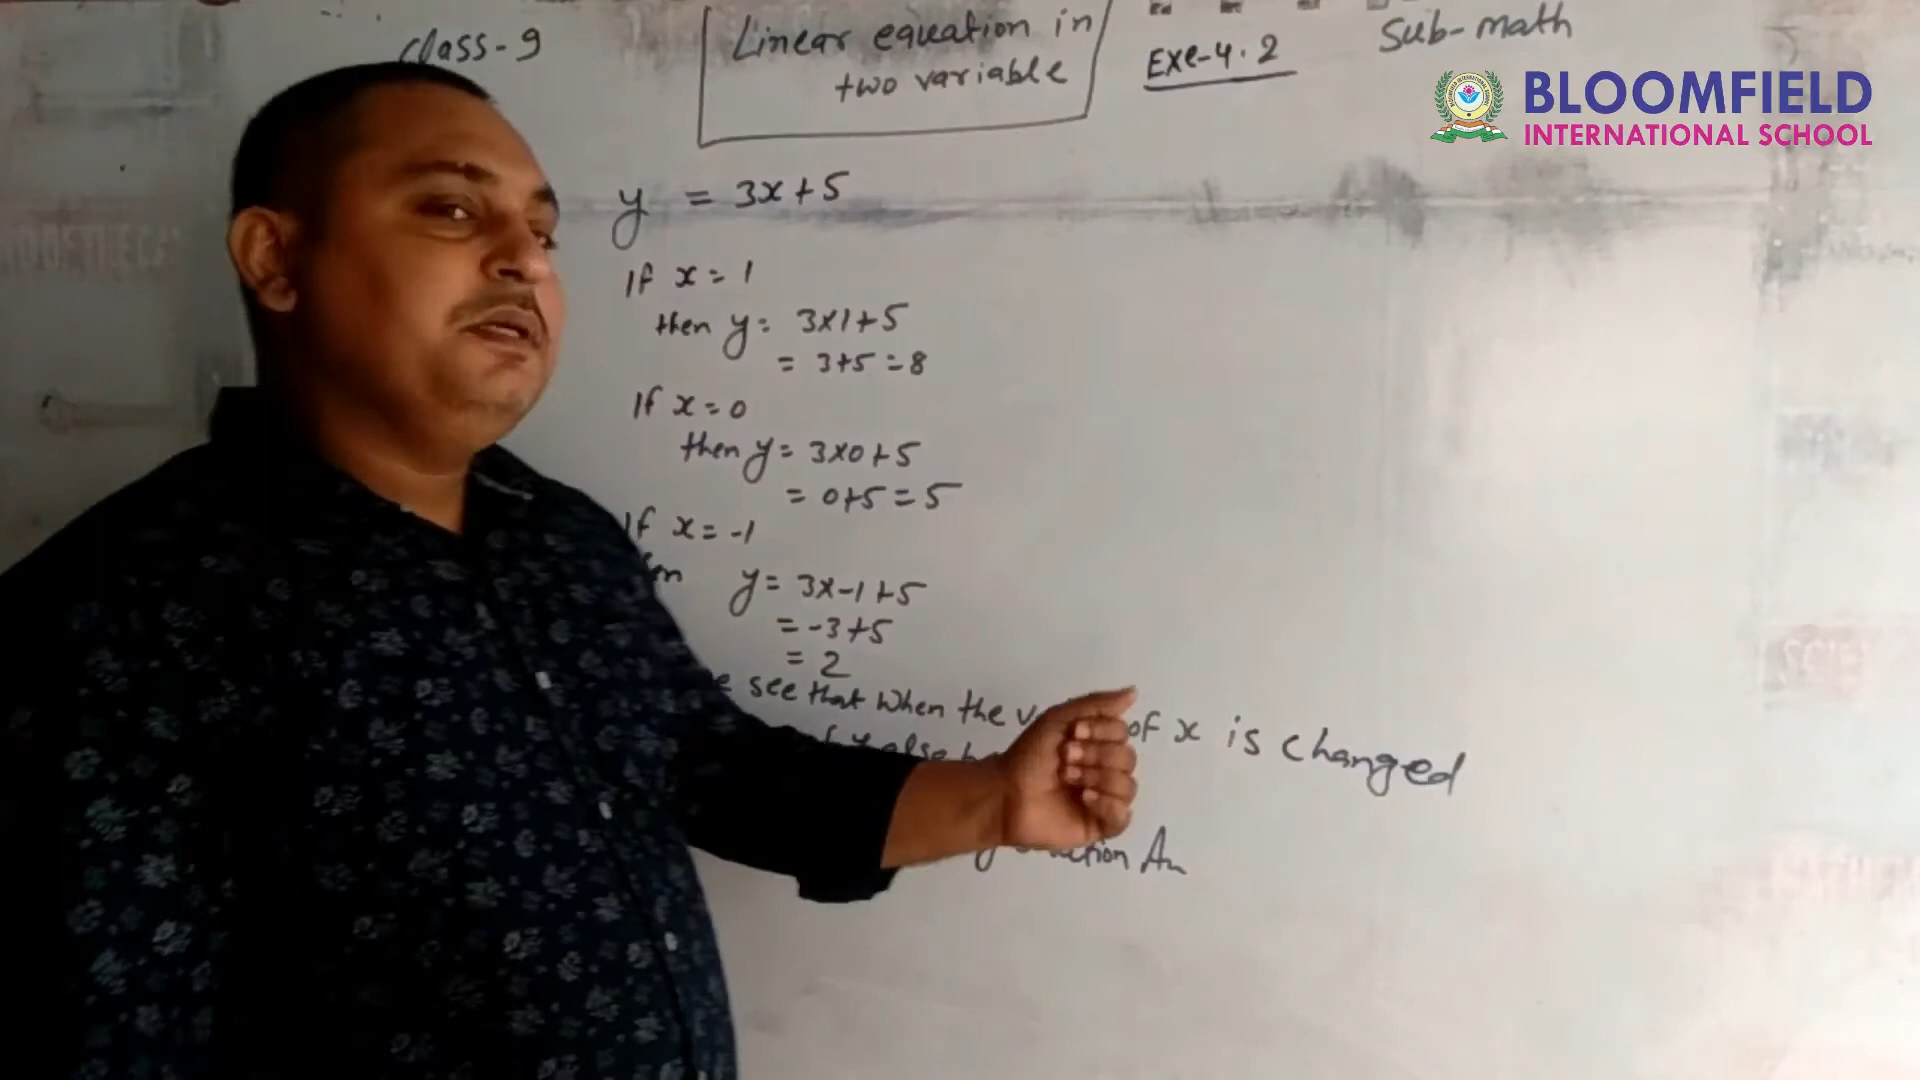 class-9
Linear equation in
two variable
Exe-4.2
Sub-math
BLOOMFIELD
INTERNATIONAL SCHOOL
y = 3x+5
If x = 1
then y = 3x1+5
= 3+5 = 8
If x = 0
then y = 3x0+5
= 0+5 = 5
If x = -1
y = 3x-1+5
= -3+5
= 2
see that when the of x is changed
also
An